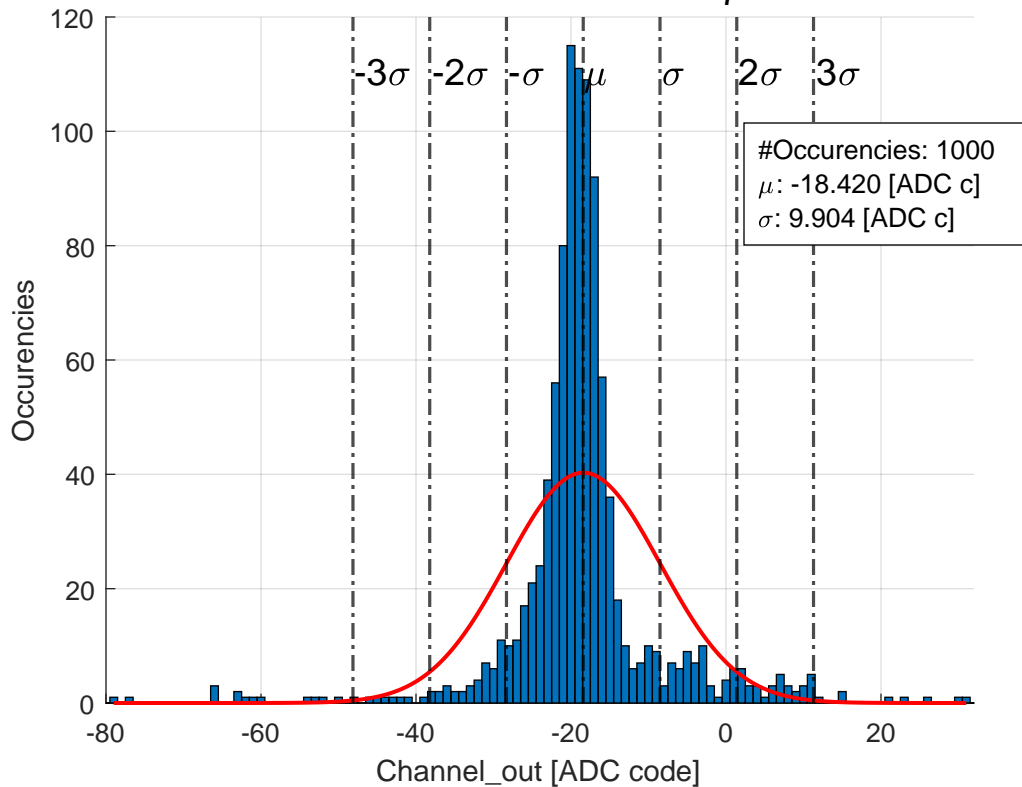 120
100
80
60
40
20
0
Occurencies
-3σ -2σ -σ μ σ 2σ 3σ
#Occurencies: 1000
μ: -18.420 [ADC c]
σ: 9.904 [ADC c]
-80 -60 -40 -20 0 20
Channel_out [ADC code]